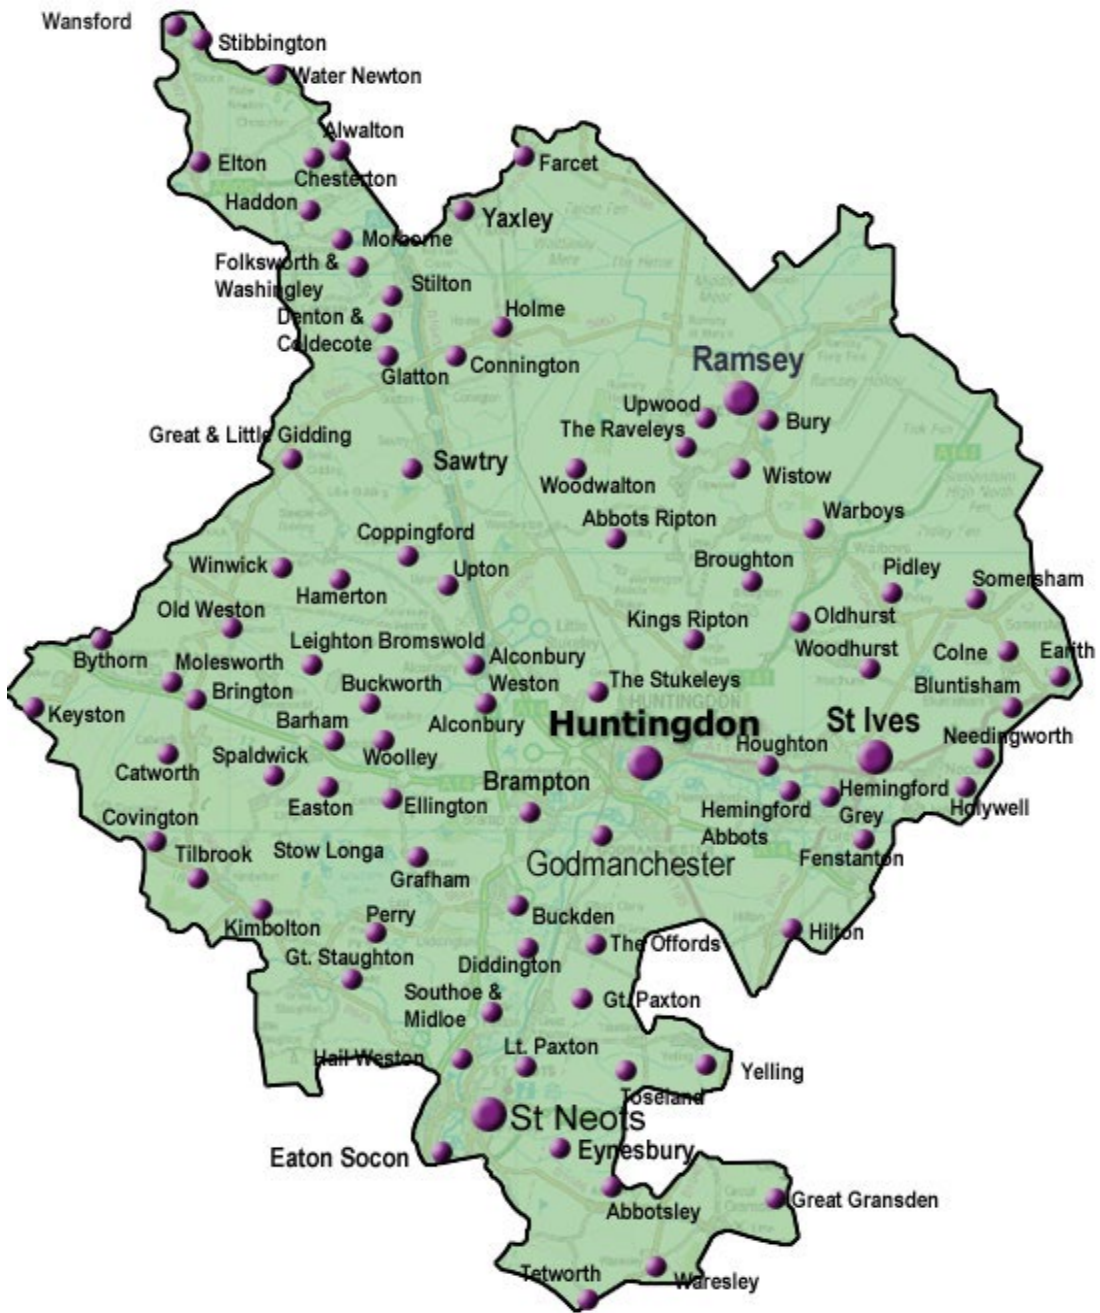 Wansford
Stibbington
Water Newton
Alwalton
Elton
Chesterton
Farcet
Haddon
Yaxley
Morborne
Folksworth &
Washingley
Stilton
Holme
Denton &
Caldecote
Glatton
Connington
Ramsey
Upwood
Bury
The Raveleys
Great & Little Gidding
Sawtry
Woodwalton
Wistow
Abbots Ripton
Warboys
Coppingford
Winwick
Upton
Broughton
Pidley
Somersham
Hamerton
Old Weston
Kings Ripton
Oldhurst
Leighton Bromswold
Woodhurst
Colne
Earith
Bythorn
Molesworth
Alconbury
Weston
Brington
Buckworth
The Stukeleys
Bluntisham
Keyston
Barham
Alconbury
HUNTINGDON
Huntingdon
St Ives
Needingworth
Catworth
Spaldwick
Woolley
Houghton
Brampton
Easton
Ellington
Hemingford
Abbots
Hemingford
Grey
Holywell
Covington
Tilbrook
Stow Longa
Grafham
Godmanchester
Fenstanton
Kimbolton
Perry
Buckden
The Offords
Hilton
Gt. Staughton
Diddington
Southoe &
Midloe
Gt. Paxton
Hail Weston
Lt. Paxton
Toseland
Yelling
St Neots
Eaton Socon
Eynesbury
Abbotsley
Great Gransden
Tetworth
Waresley